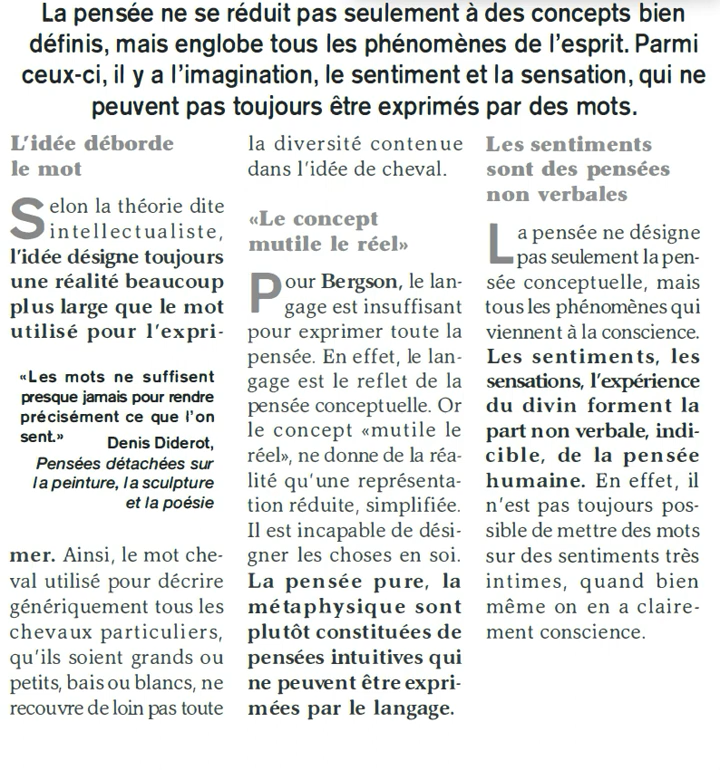 La pensée ne se réduit pas seulement à des concepts bien
définis, mais englobe tous les phénomènes de l'esprit. Parmi
ceux-ci, il y a l'imagination, le sentiment et la sensation, qui ne
peuvent pas toujours être exprimés par des mots.
L'idée déborde
le mot
Selon la théorie dite
intellectualiste,
l'idée désigne toujours
une réalité beaucoup
plus large que le mot
utilisé pour l'expri-
«Les mots ne suffisent
presque jamais pour rendre
précisément ce que l'on
sent.» Denis Diderot,
Pensées détachées sur
la peinture, la sculpture
et la poésie
mer. Ainsi, le mot che-
val utilisé pour décrire
génériquement tous les
chevaux particuliers,
qu'ils soient grands ou
petits, bais ou blancs, ne
recouvre de loin pas toute
la diversité contenue
dans l'idée de cheval.
«Le concept
mutile le réel»
Pour Bergson, le lan-
gage est insuffisant
pour exprimer toute la
pensée. En effet, le lan-
gage est le reflet de la
pensée conceptuelle. Or
le concept «mutile le
réel», ne donne de la réa-
lité qu'une représenta-
tion réduite, simplifiée.
Il est incapable de dési-
gner les choses en soi.
La pensée pure, la
métaphysique sont
plutôt constituées de
pensées intuitives qui
ne peuvent être expri-
mées par le langage.
Les sentiments
sont des pensées
non verbales
La pensée ne désigne
pas seulement la pen-
sée conceptuelle, mais
tous les phénomènes qui
viennent à la conscience.
Les sentiments, les
sensations, l'expérience
du divin forment la
part non verbale, indi-
cible, de la pensée
humaine. En effet, il
n'est pas toujours pos-
sible de mettre des mots
sur des sentiments très
intimes, quand bien
même on en a claire-
ment conscience.